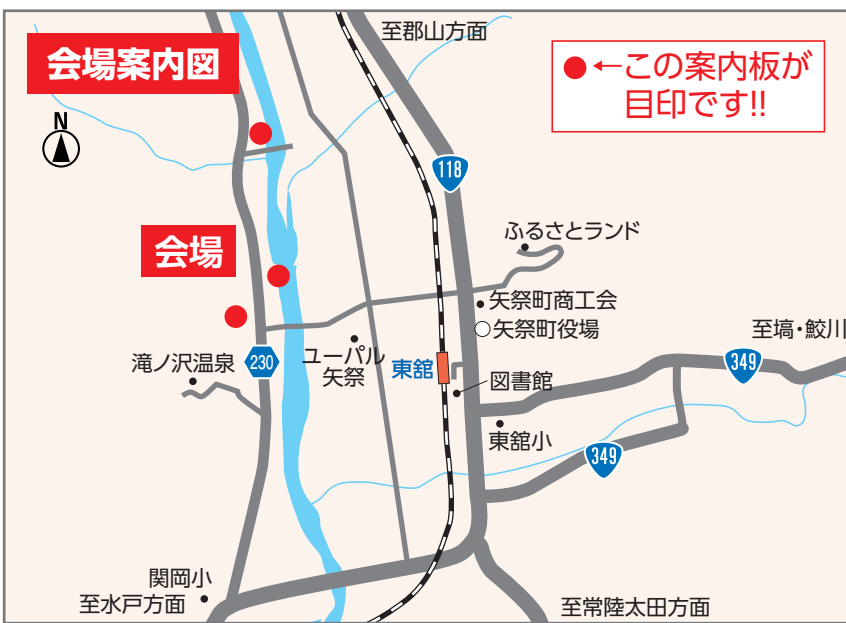 会場案内図
至郡山方面
●←この案内板が
目印です!!
N
118
ふるさとランド
会場
矢祭町商工会
矢祭町役場
至塙・鮫川
滝ノ沢温泉
230
ユーパル
矢祭
東舘
349
図書館
東舘小
349
関岡小
至水戸方面
至常陸太田方面